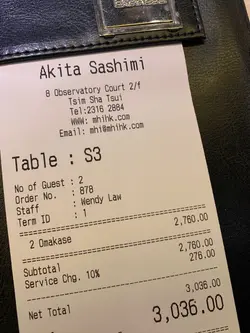 Akita Sashimi
8 Observatory Court 2/f
Tsim Sha Tsui
Tel:2316 2884
WWW: mhihk.com
Email: mhi@mhihk.com
Table : S3
No of Guest : 2
Order No. : 878
Staff : Wendy Law
Term ID : 1
2,760.00
2 Omakase
2,760.00
Subtotal
276.00
Service Chg. 10%
3,036.00
Net Total
3,036.00